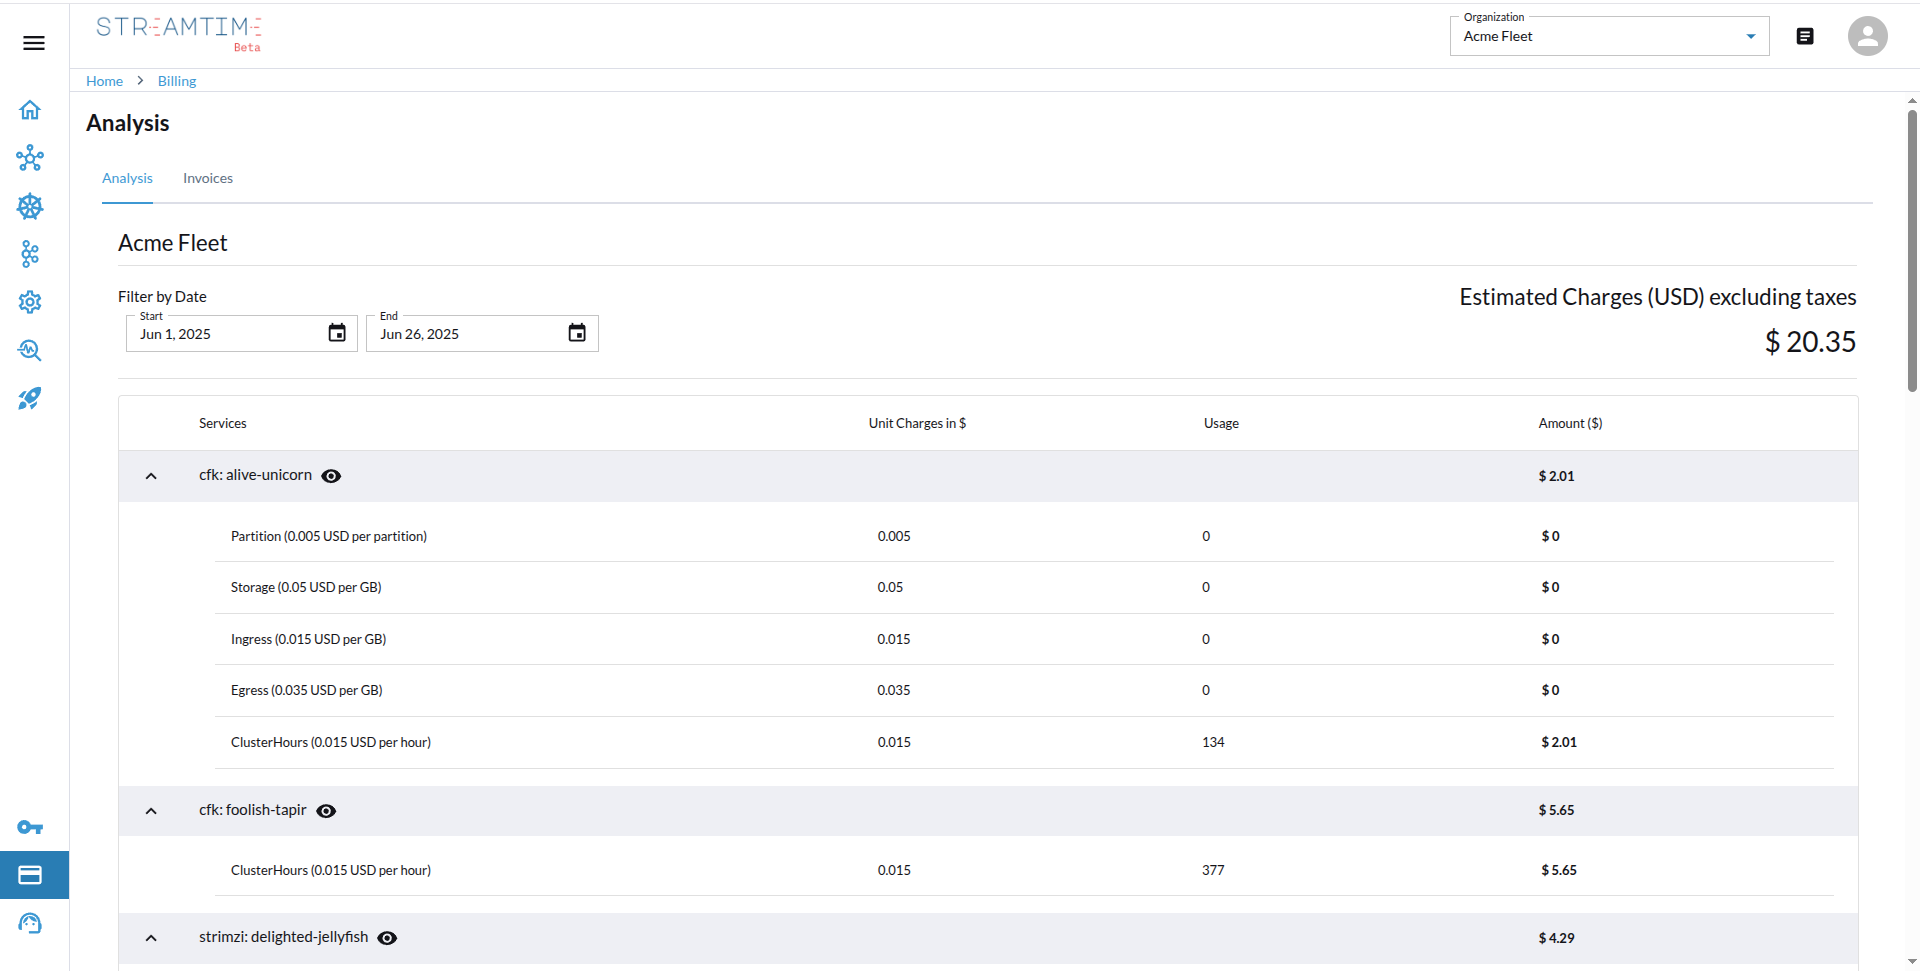 STREAMTIME
Beta
Organization
Acme Fleet
Home > Billing
Analysis
Analysis Invoices
Acme Fleet
Filter by Date
Start
Jun 1, 2025
End
Jun 26, 2025
Estimated Charges (USD) excluding taxes
$ 20.35
Services Unit Charges in $ Usage Amount ($)
cfk: alive-unicorn $ 2.01
Partition (0.005 USD per partition) 0.005 0 $ 0
Storage (0.05 USD per GB) 0.05 0 $ 0
Ingress (0.015 USD per GB) 0.015 0 $ 0
Egress (0.035 USD per GB) 0.035 0 $ 0
ClusterHours (0.015 USD per hour) 0.015 134 $ 2.01
cfk: foolish-tapir $ 5.65
ClusterHours (0.015 USD per hour) 0.015 377 $ 5.65
strimzi: delighted-jellyfish $ 4.29